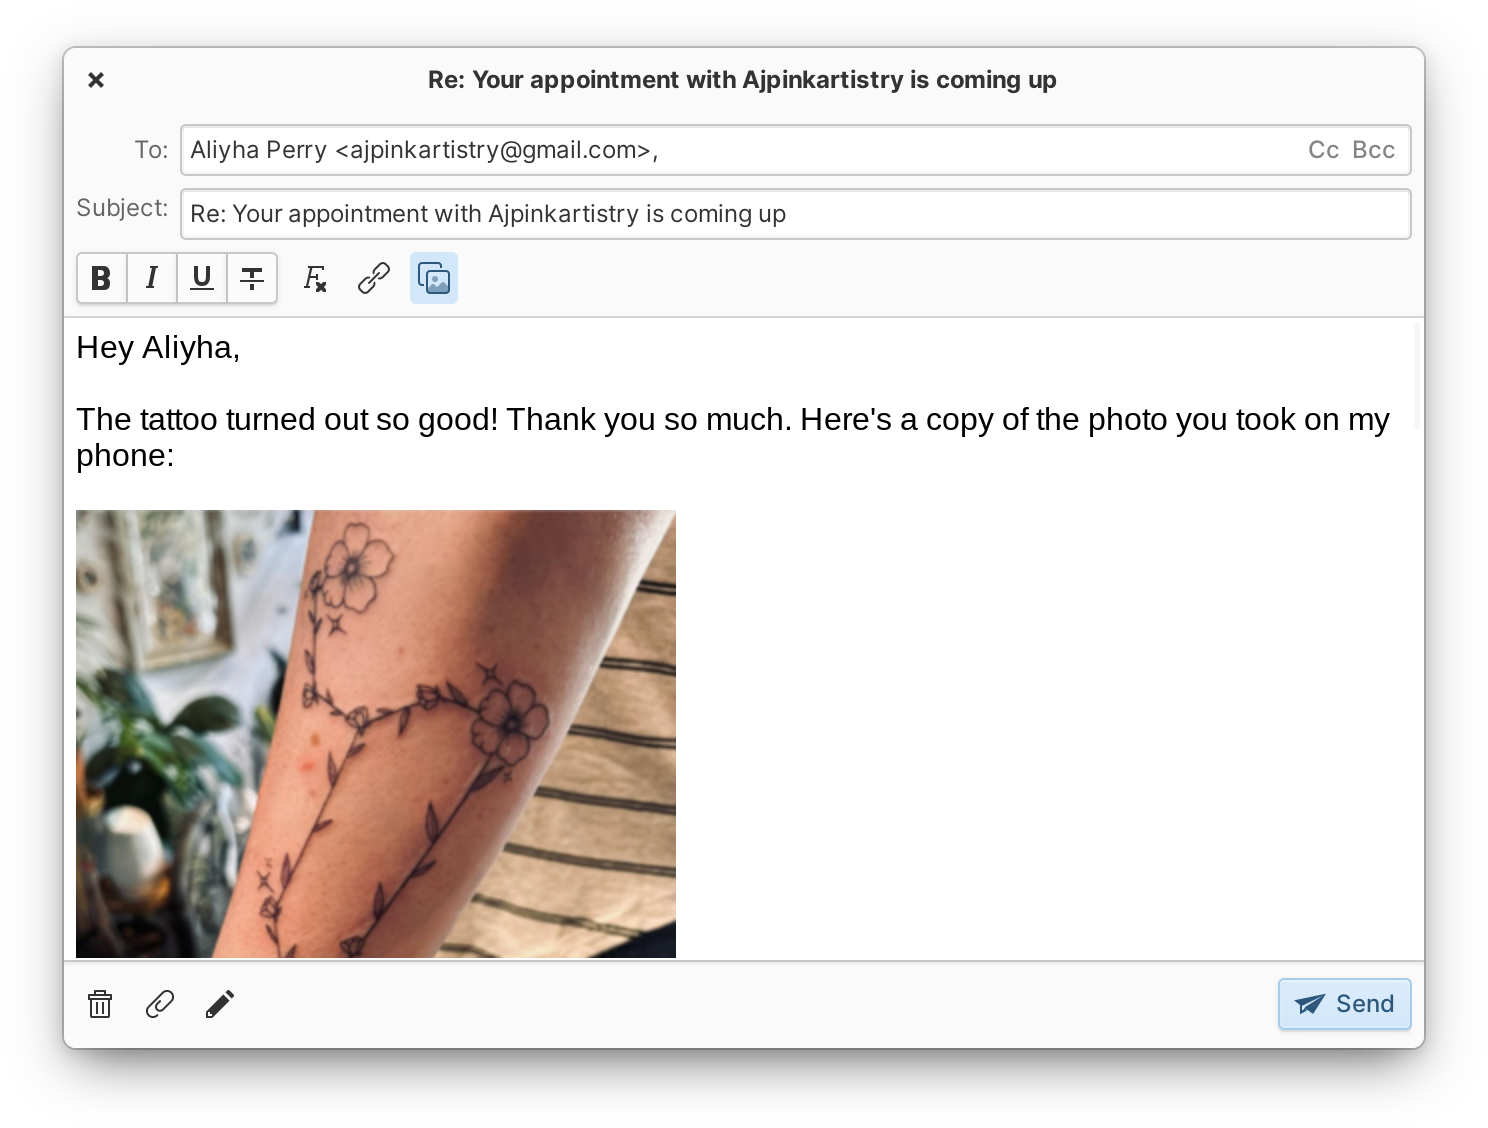 Re: Your appointment with Ajpinkartistry is coming up
To: Aliyha Perry <ajpinkartistry@gmail.com>, Cc Bcc
Subject: Re: Your appointment with Ajpinkartistry is coming up
B I U T F
Hey Aliyha,
The tattoo turned out so good! Thank you so much. Here's a copy of the photo you took on my
phone:
Send